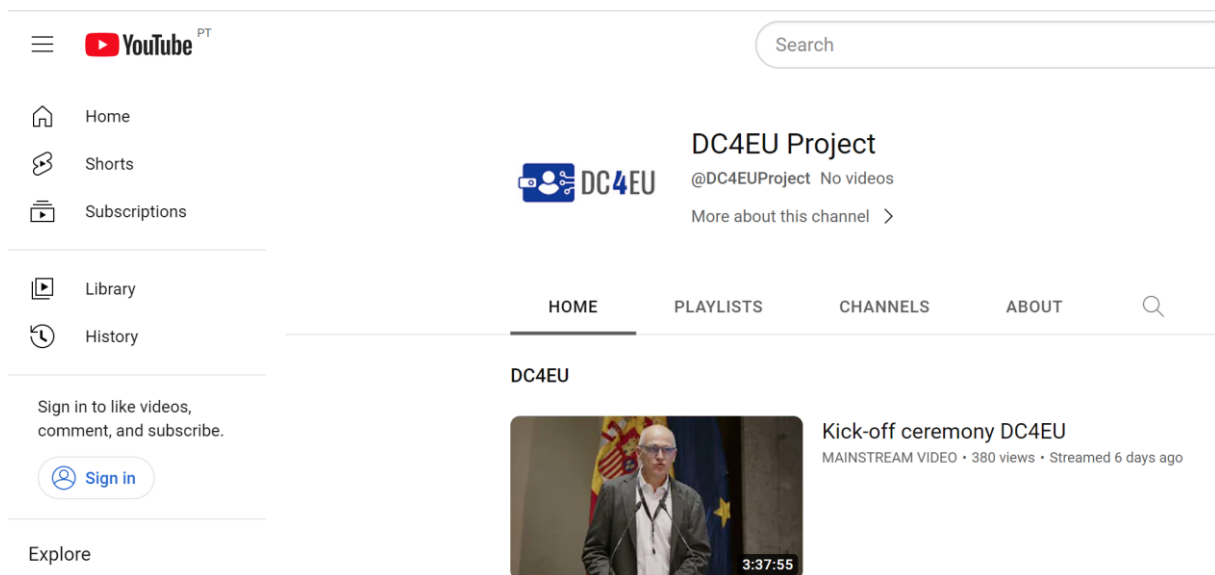 YouTube PT
Search
Home
Shorts
Subscriptions
Library
History
Sign in to like videos,
comment, and subscribe.
Sign in
Explore
DC4EU
DC4EU Project
@DC4EUProject No videos
More about this channel
HOME PLAYLISTS CHANNELS ABOUT
DC4EU
3:37:55
Kick-off ceremony DC4EU
MAINSTREAM VIDEO • 380 views • Streamed 6 days ago